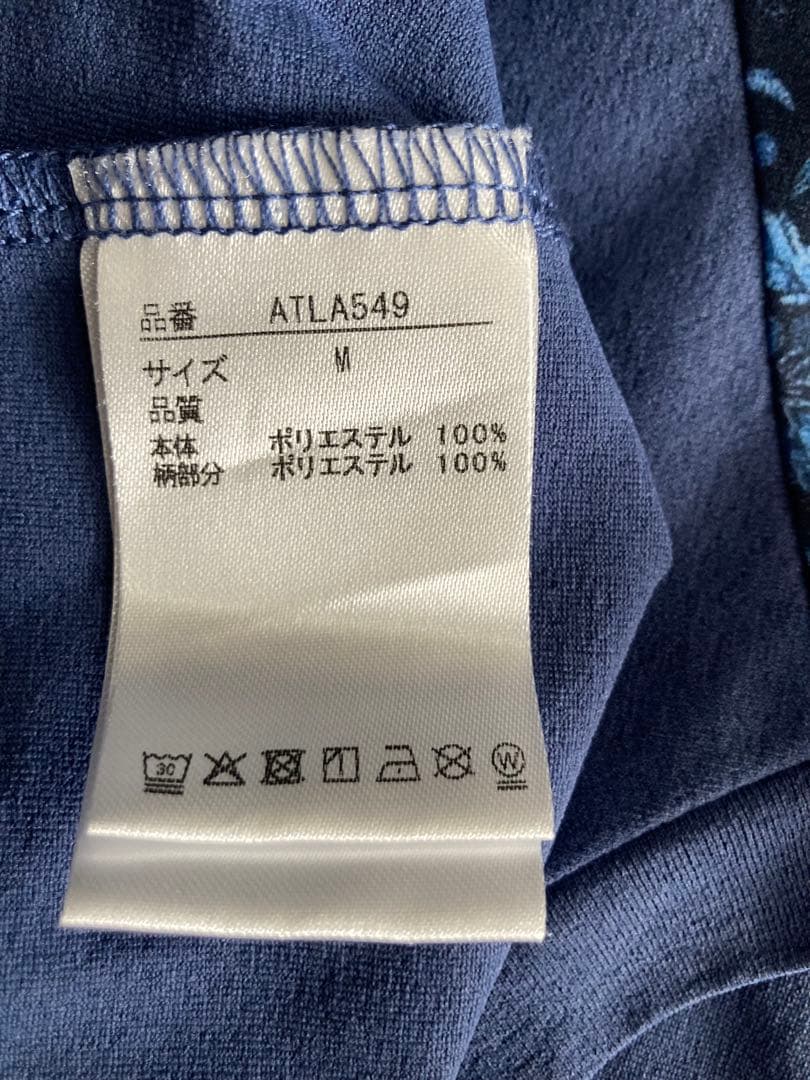 品番 ATLA549
サイズ M
品質
本体 ポリエステル 100%
柄部分 ポリエステル 100%
30 W